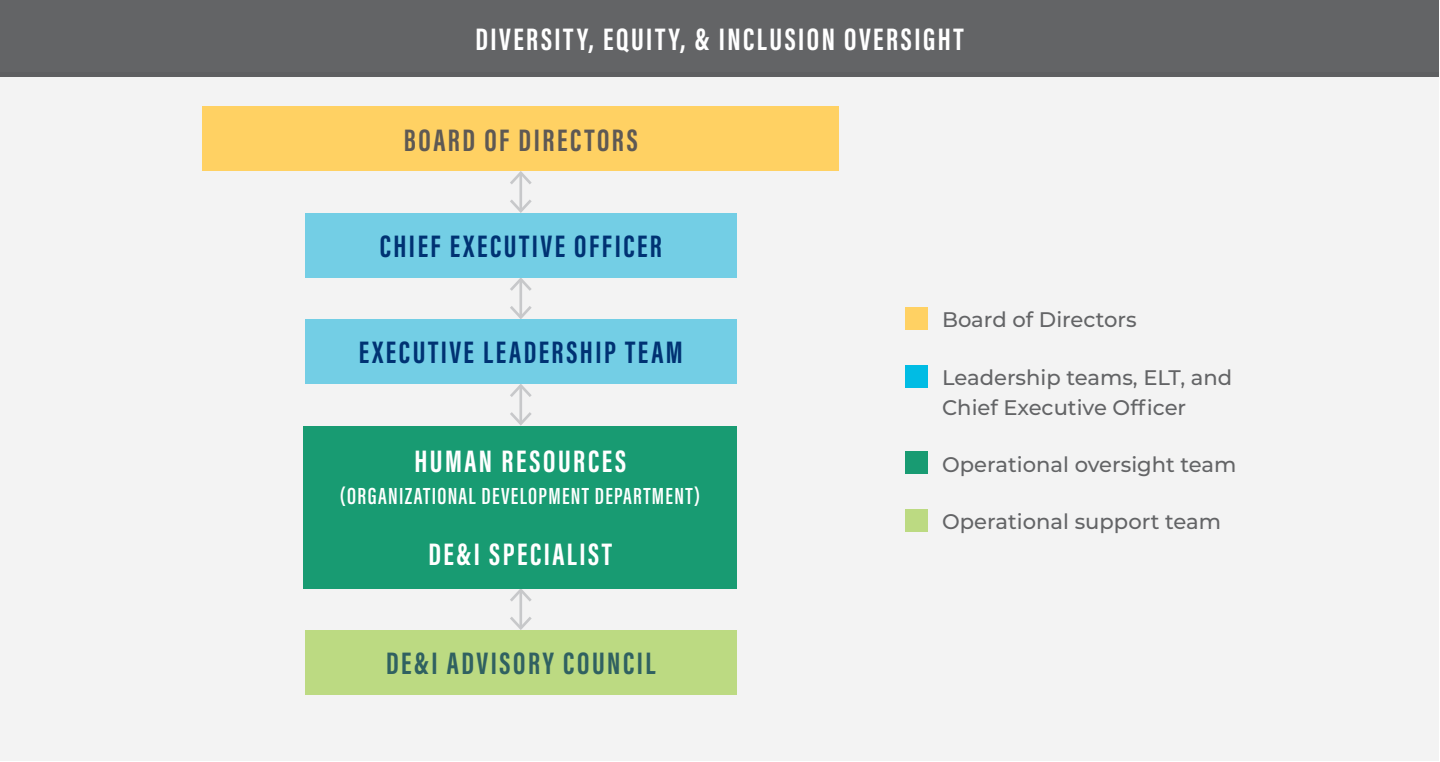 DIVERSITY, EQUITY, & INCLUSION OVERSIGHT
BOARD OF DIRECTORS
CHIEF EXECUTIVE OFFICER
EXECUTIVE LEADERSHIP TEAM
HUMAN RESOURCES
(ORGANIZATIONAL DEVELOPMENT DEPARTMENT)
DE&I SPECIALIST
DE&I ADVISORY COUNCIL
Board of Directors
Leadership teams, ELT, and
Chief Executive Officer
Operational oversight team
Operational support team